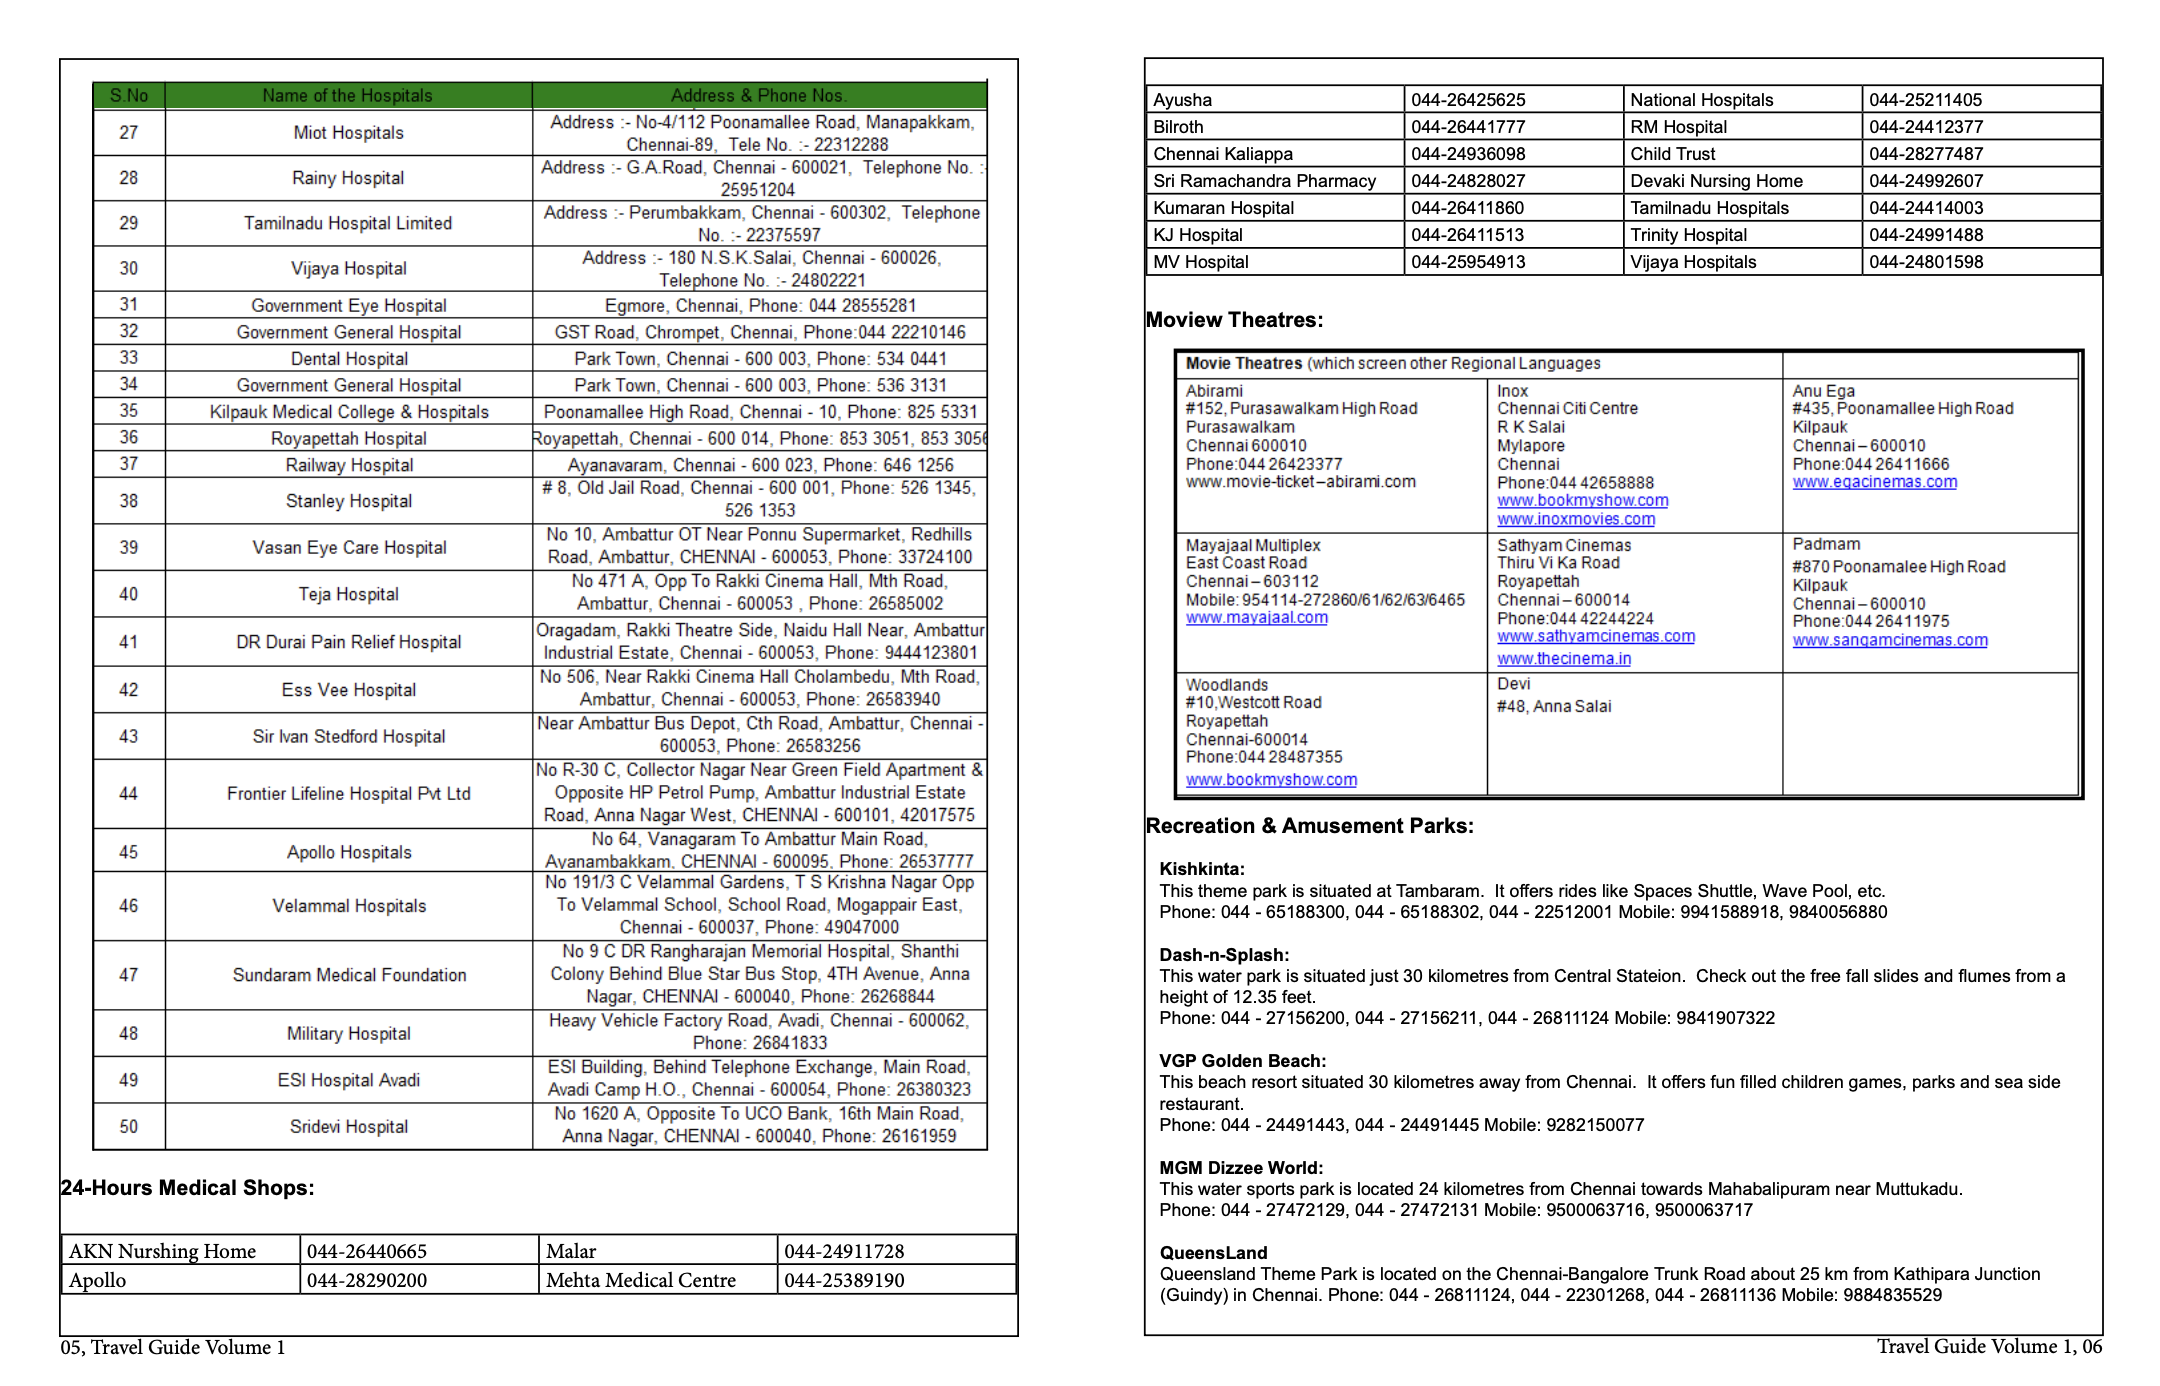 S.No Name of the Hospitals Address & Phone Nos.
27 Miot Hospitals Address :- No-4/112 Poonamallee Road, Manapakkam,
Chennai-89, Tele No. :- 22312288
28 Rainy Hospital Address :- G.A.Road, Chennai - 600021, Telephone No. :-
25951204
29 Tamilnadu Hospital Limited Address :- Perumbakkam, Chennai - 600302, Telephone
No. :- 22375597
30 Vijaya Hospital Address :- 180 N.S.K.Salai, Chennai - 600026,
Telephone No. :- 24802221
31 Government Eye Hospital Egmore, Chennai, Phone: 044 28555281
32 Government General Hospital GST Road, Chrompet, Chennai, Phone:044 22210146
33 Dental Hospital Park Town, Chennai - 600 003, Phone: 534 0441
34 Government General Hospital Park Town, Chennai - 600 003, Phone: 536 3131
35 Kilpauk Medical College & Hospitals Poonamallee High Road, Chennai - 10, Phone: 825 5331
36 Royapettah Hospital Royapettah, Chennai - 600 014, Phone: 853 3051, 853 3056
37 Railway Hospital Ayanavaram, Chennai - 600 023, Phone: 646 1256
38 Stanley Hospital # 8, Old Jail Road, Chennai - 600 001, Phone: 526 1345,
526 1353
39 Vasan Eye Care Hospital No 10, Ambattur OT Near Ponnu Supermarket, Redhills
Road, Ambattur, CHENNAI - 600053, Phone: 33724100
40 Teja Hospital No 471 A, Opp To Rakki Cinema Hall, Mth Road,
Ambattur, Chennai - 600053 , Phone: 26585002
41 DR Durai Pain Relief Hospital Oragadam, Rakki Theatre Side, Naidu Hall Near, Ambattur
Industrial Estate, Chennai - 600053, Phone: 9444123801
42 Ess Vee Hospital No 506, Near Rakki Cinema Hall Cholambedu, Mth Road,
Ambattur, Chennai - 600053, Phone: 26583940
43 Sir Ivan Stedford Hospital Near Ambattur Bus Depot, Cth Road, Ambattur, Chennai -
600053, Phone: 26583256
44 Frontier Lifeline Hospital Pvt Ltd No R-30 C, Collector Nagar Near Green Field Apartment &
Opposite HP Petrol Pump, Ambattur Industrial Estate
Road, Anna Nagar West, CHENNAI - 600101, 42017575
45 Apollo Hospitals No 64, Vanagaram To Ambattur Main Road,
Ayanambakkam, CHENNAI - 600095, Phone: 26537777
46 Velammal Hospitals No 191/3 C Velammal Gardens, T S Krishna Nagar Opp
To Velammal School, School Road, Mogappair East,
Chennai - 600037, Phone: 49047000
47 Sundaram Medical Foundation No 9 C DR Rangharajan Memorial Hospital, Shanthi
Colony Behind Blue Star Bus Stop, 4TH Avenue, Anna
Nagar, CHENNAI - 600040, Phone: 26268844
48 Military Hospital Heavy Vehicle Factory Road, Avadi, Chennai - 600062,
Phone: 26841833
49 ESI Hospital Avadi ESI Building, Behind Telephone Exchange, Main Road,
Avadi Camp H.O., Chennai - 600054, Phone: 26380323
50 Sridevi Hospital No 1620 A, Opposite To UCO Bank, 16th Main Road,
Anna Nagar, CHENNAI - 600040, Phone: 26161959
24-Hours Medical Shops:
AKN Nurshing Home 044-26440665 Malar 044-24911728
Apollo 044-28290200 Mehta Medical Centre 044-25389190
05, Travel Guide Volume 1
Ayusha 044-26425625 National Hospitals 044-25211405
Bilroth 044-26441777 RM Hospital 044-24412377
Chennai Kaliappa 044-24936098 Child Trust 044-28277487
Sri Ramachandra Pharmacy 044-24828027 Devaki Nursing Home 044-24992607
Kumaran Hospital 044-26411860 Tamilnadu Hospitals 044-24414003
KJ Hospital 044-26411513 Trinity Hospital 044-24991488
MV Hospital 044-25954913 Vijaya Hospitals 044-24801598
Moview Theatres:
Movie Theatres (which screen other Regional Languages
Abirami
#152, Purasawalkam High Road
Purasawalkam
Chennai 600010
Phone:044 26423377
www.movie-ticket–abirami.com
Inox
Chennai Citi Centre
R K Salai
Mylapore
Chennai
Phone:044 42658888
www.bookmyshow.com
www.inoxmovies.com
Anu Ega
#435, Poonamallee High Road
Kilpauk
Chennai – 600010
Phone:044 26411666
www.egacinemas.com
Mayajaal Multiplex
East Coast Road
Chennai – 603112
Mobile: 954114-272860/61/62/63/6465
www.mayajaal.com
Sathyam Cinemas
Thiru Vi Ka Road
Royapettah
Chennai – 600014
Phone:044 42244224
www.sathyamcinemas.com
www.thecinema.in
Padmam
#870 Poonamalee High Road
Kilpauk
Chennai – 600010
Phone:044 26411975
www.sangamcinemas.com
Woodlands
#10,Westcott Road
Royapettah
Chennai-600014
Phone:044 28487355
www.bookmyshow.com
Devi
#48, Anna Salai
Recreation & Amusement Parks:
Kishkinta:
This theme park is situated at Tambaram. It offers rides like Spaces Shuttle, Wave Pool, etc.
Phone: 044 - 65188300, 044 - 65188302, 044 - 22512001 Mobile: 9941588918, 9840056880
Dash-n-Splash:
This water park is situated just 30 kilometres from Central Stateion. Check out the free fall slides and flumes from a
height of 12.35 feet.
Phone: 044 - 27156200, 044 - 27156211, 044 - 26811124 Mobile: 9841907322
VGP Golden Beach:
This beach resort situated 30 kilometres away from Chennai. It offers fun filled children games, parks and sea side
restaurant.
Phone: 044 - 24491443, 044 - 24491445 Mobile: 9282150077
MGM Dizzee World:
This water sports park is located 24 kilometres from Chennai towards Mahabalipuram near Muttukadu.
Phone: 044 - 27472129, 044 - 27472131 Mobile: 9500063716, 9500063717
QueensLand
Queensland Theme Park is located on the Chennai-Bangalore Trunk Road about 25 km from Kathipara Junction
(Guindy) in Chennai. Phone: 044 - 26811124, 044 - 22301268, 044 - 26811136 Mobile: 9884835529
Travel Guide Volume 1, 06